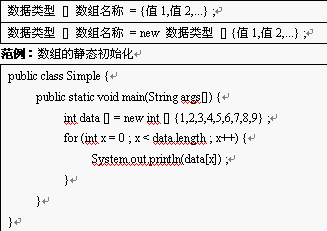 数据类型 [] 数组名称 = {值 1,值 2,...} ;
数据类型 [] 数组名称 = new 数据类型 [] {值 1,值 2,...} ;
范例：数组的静态初始化
public class Simple {
public static void main(String args[]) {
int data [] = new int [] {1,2,3,4,5,6,7,8,9} ;
for (int x = 0 ; x < data.length ; x++) {
System.out.println(data[x]) ;
}
}
}